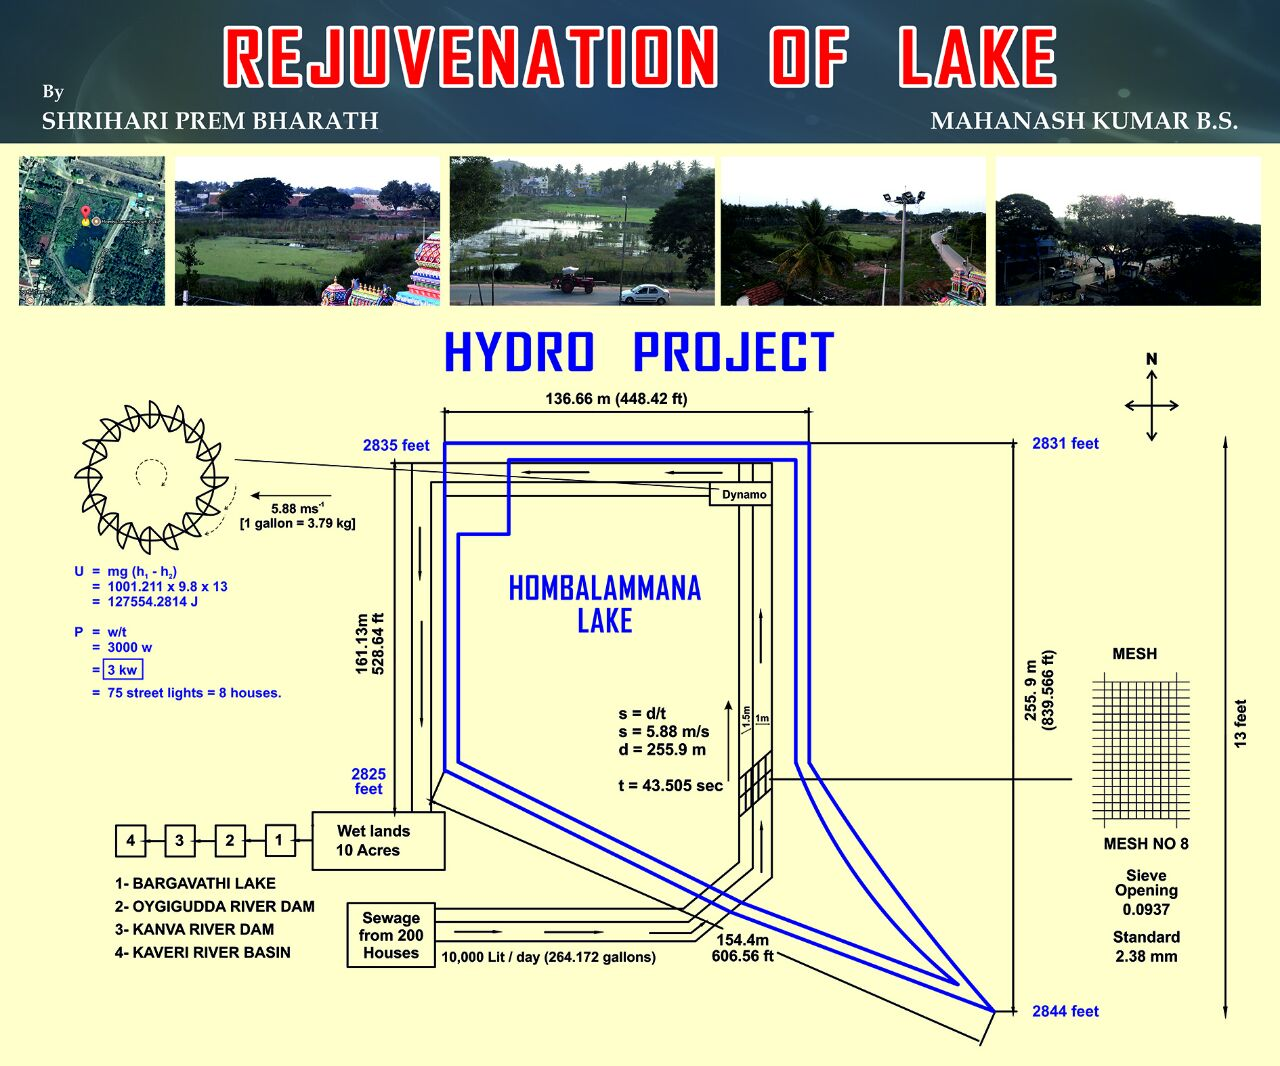 REJUVENATION OF LAKE
By
SHRIHARI PREM BHARATH
MAHANASH KUMAR B.S.
HYDRO PROJECT
N
136.66 m (448.42 ft)
2835 feet
2831 feet
Dynamo
5.88 ms-1
[1 gallon = 3.79 kg]
U = mg (h1 - h2)
= 1001.211 x 9.8 x 13
= 127554.2814 J
P = w/t
= 3000 w
= 3 kw
= 75 street lights = 8 houses.
HOMBALAMMANA
LAKE
161.13m
528.64 ft
255. 9 m
(839.566 ft)
13 feet
s = d/t
s = 5.88 m/s
d = 255.9 m
t = 43.505 sec
1.5m
1m
MESH
MESH NO 8
Sieve
Opening
0.0937
Standard
2.38 mm
2825
feet
Wet lands
10 Acres
4
3
2
1
1- BARGAVATHI LAKE
2- OYGIGUDDA RIVER DAM
3- KANVA RIVER DAM
4- KAVERI RIVER BASIN
Sewage
from 200
Houses
10,000 Lit / day (264.172 gallons)
154.4m
606.56 ft
2844 feet